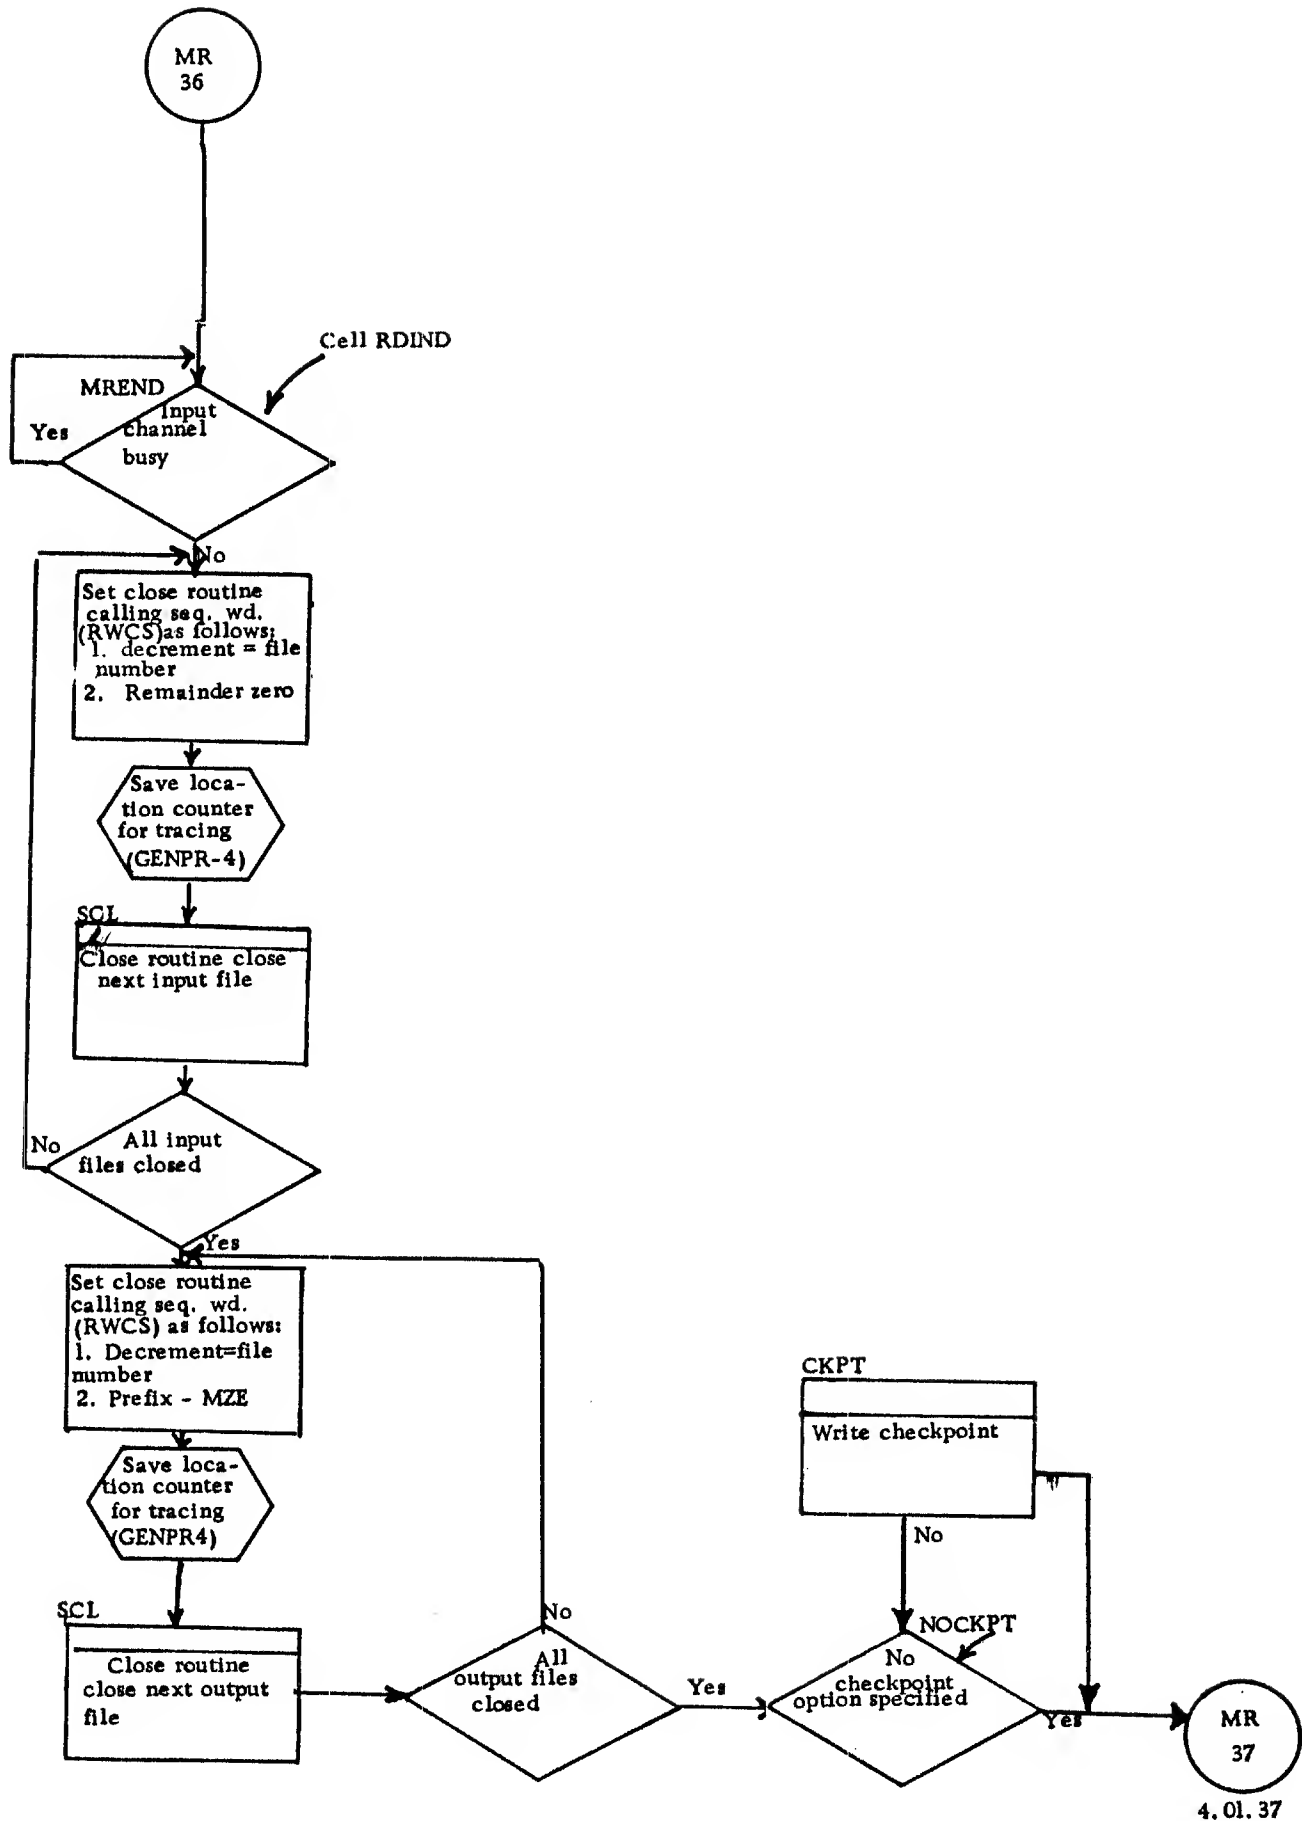 MR
36
Cell RDIND
MREND
Input
channel
busy
Yes
No
Set close routine
calling seq. wd.
(RWCS)as follows;
1. decrement = file
number
2. Remainder zero
Save loca-
tion counter
for tracing
(GENPR-4)
SCL
Close routine close
next input file
No
All input
files closed
Yes
Set close routine
calling seq. wd.
(RWCS) as follows:
1. Decrement=file
number
2. Prefix - MZE
Save loca-
tion counter
for tracing
(GENPR4)
SCL
Close routine
close next output
file
No
All
output files
closed
Yes
CKPT
Write checkpoint
No
NOCKPT
No
checkpoint
option specified
Yes
MR
37
4.01.37